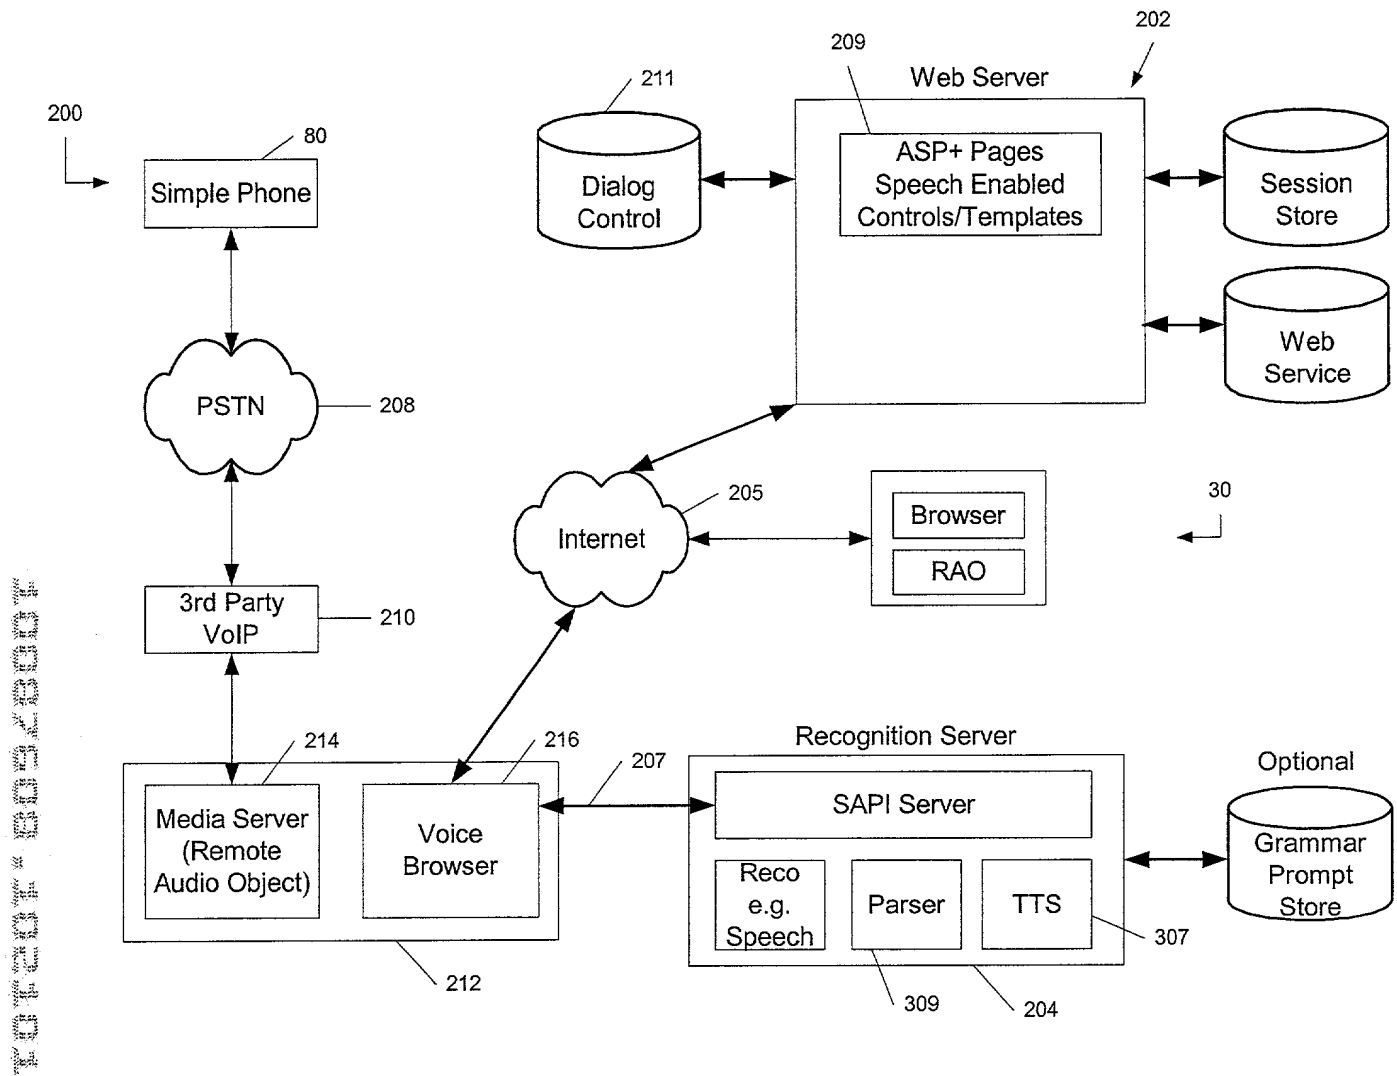 202
209
Web Server
211
200
80
Simple Phone
Dialog
Control
ASP+ Pages
Speech Enabled
Controls/Templates
Session
Store
Web
Service
PSTN
208
205
Internet
Browser
RAO
30
3rd Party
VoIP
210
214
216
207
Recognition Server
Optional
Media Server
(Remote
Audio Object)
Voice
Browser
SAPI Server
Reco
e.g.
Speech
Parser
TTS
Grammar
Prompt
Store
307
212
309
204
10087608.102101